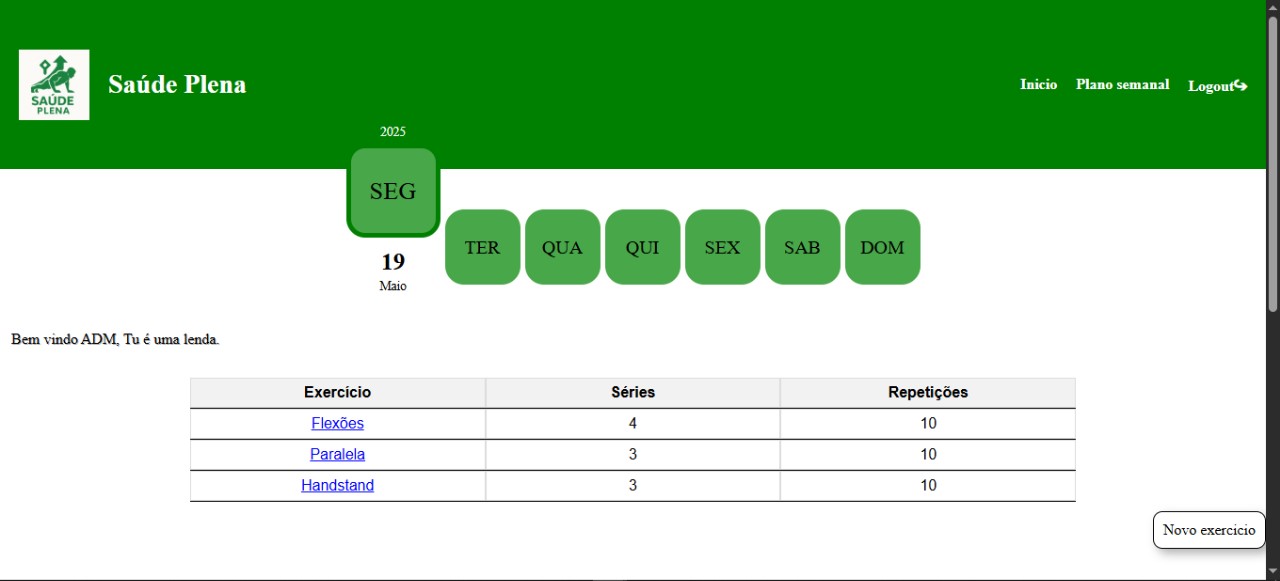 SAÚDE
PLENA
Saúde Plena
Inicio Plano semanal Logout
2025
SEG
TER QUA QUI SEX SAB DOM
19
Maio
Bem vindo ADM, Tu é uma lenda.
Exercício Séries Repetições
Flexões 4 10
Paralela 3 10
Handstand 3 10
Novo exercicio